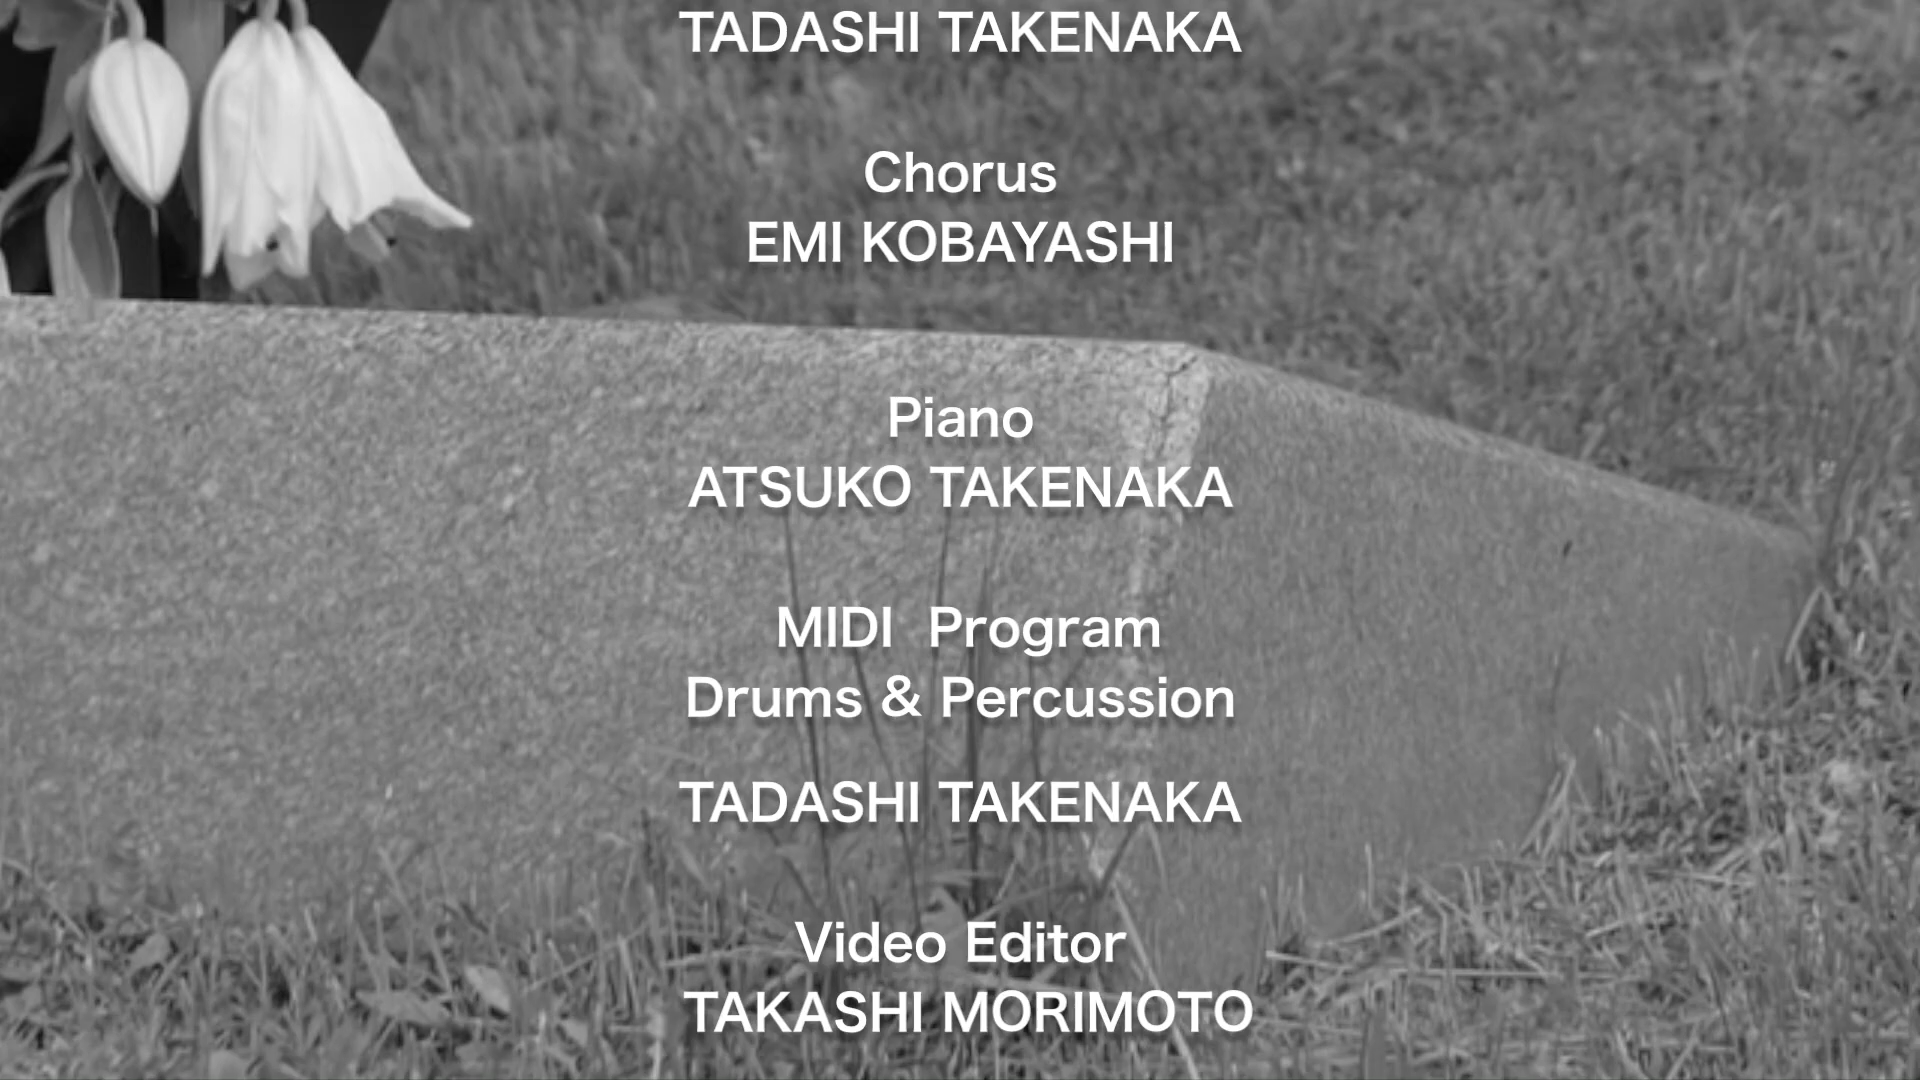 TADASHI TAKENAKA
Chorus
EMI KOBAYASHI
Piano
ATSUKO TAKENAKA
MIDI  Program
Drums & Percussion
TADASHI TAKENAKA
Video Editor
TAKASHI MORIMOTO